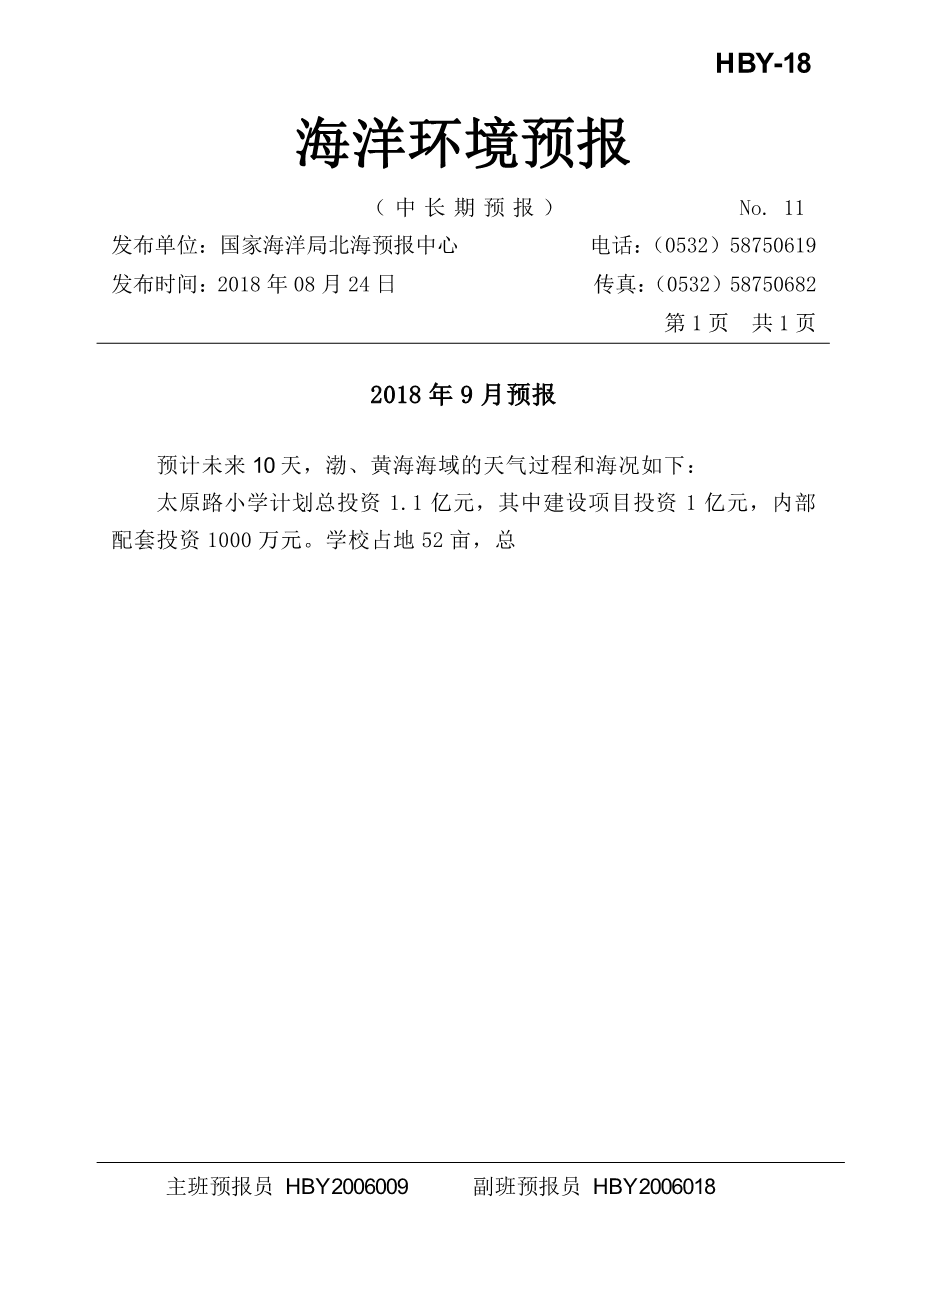 HBY-18
海洋环境预报
（中长期预报） No. 11
发布单位：国家海洋局北海预报中心 电话：（0532）58750619
发布时间：2018 年 08 月 24 日 传真：（0532）58750682
第 1 页 共 1 页
2018 年 9 月预报
预计未来 10 天，渤、黄海海域的天气过程和海况如下：
太原路小学计划总投资 1.1 亿元，其中建设项目投资 1 亿元，内部
配套投资 1000 万元。学校占地 52 亩，总
主班预报员 HBY2006009 副班预报员 HBY2006018